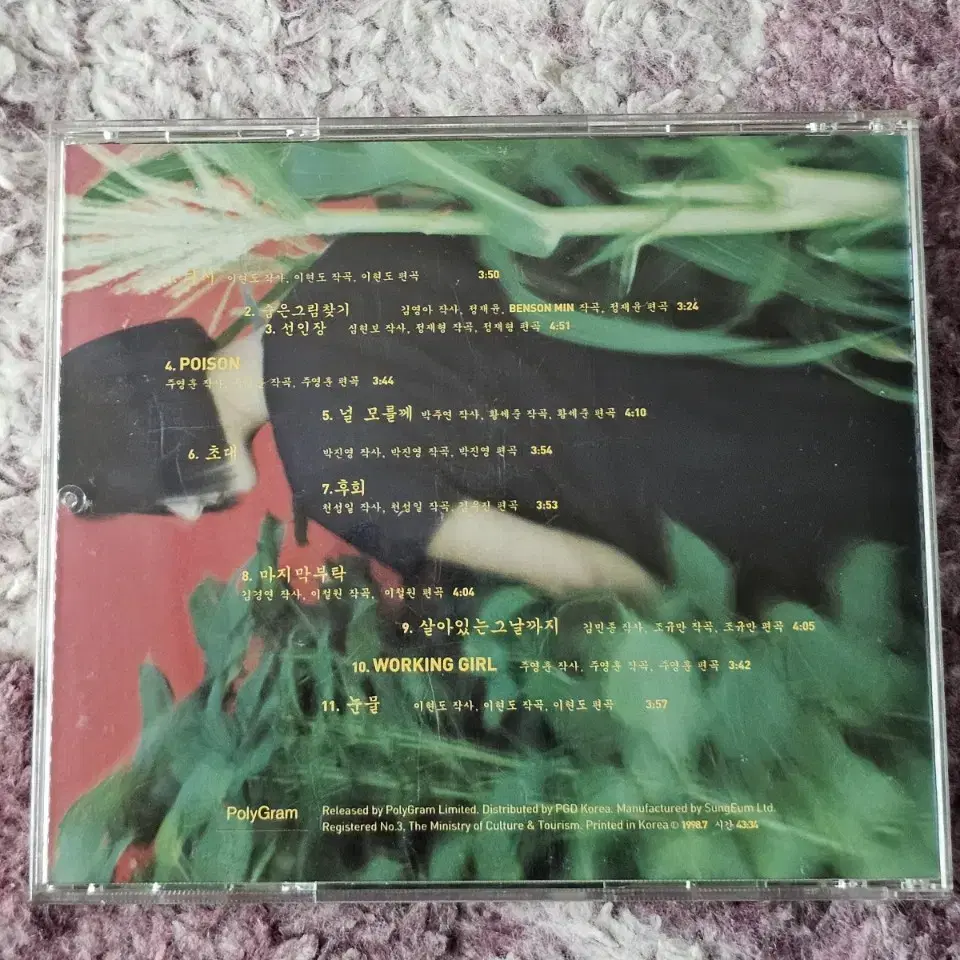 이현도 작사, 이현도 작곡, 이현도 편곡 3:50
2. 숨은그림찾기 김영아 작사, 정재윤, BENSON MIN 작곡, 정재윤 편곡 3:24
3. 선인장 심현보 작사, 정재형 작곡, 정재형 편곡 4:51
4. POISON
주영훈 작사, 주영훈 작곡, 주영훈 편곡 3:44
5. 널 모를께 박주연 작사, 황세준 작곡, 황세준 편곡 4:10
6. 초대 박진영 작사, 박진영 작곡, 박진영 편곡 3:54
7. 후회
천성일 작사, 천성일 작곡, 편곡 3:53
8. 마지막부탁
김경연 작사, 이철원 작곡, 이철원 편곡 4:04
9. 살아있는그날까지 김민종 작사, 조규만 작곡, 조규만 편곡 4:05
10. WORKING GIRL 주영훈 작사, 주영훈 작곡, 주영훈 편곡 3:42
11. 눈물 이현도 작사, 이현도 작곡, 이현도 편곡 3:57
PolyGram
Released by PolyGram Limited. Distributed by PGD Korea. Manufactured by SungEum Ltd.
Registered No.3, The Ministry of Culture & Tourism. Printed in Korea © 1998.7 시간 43:34